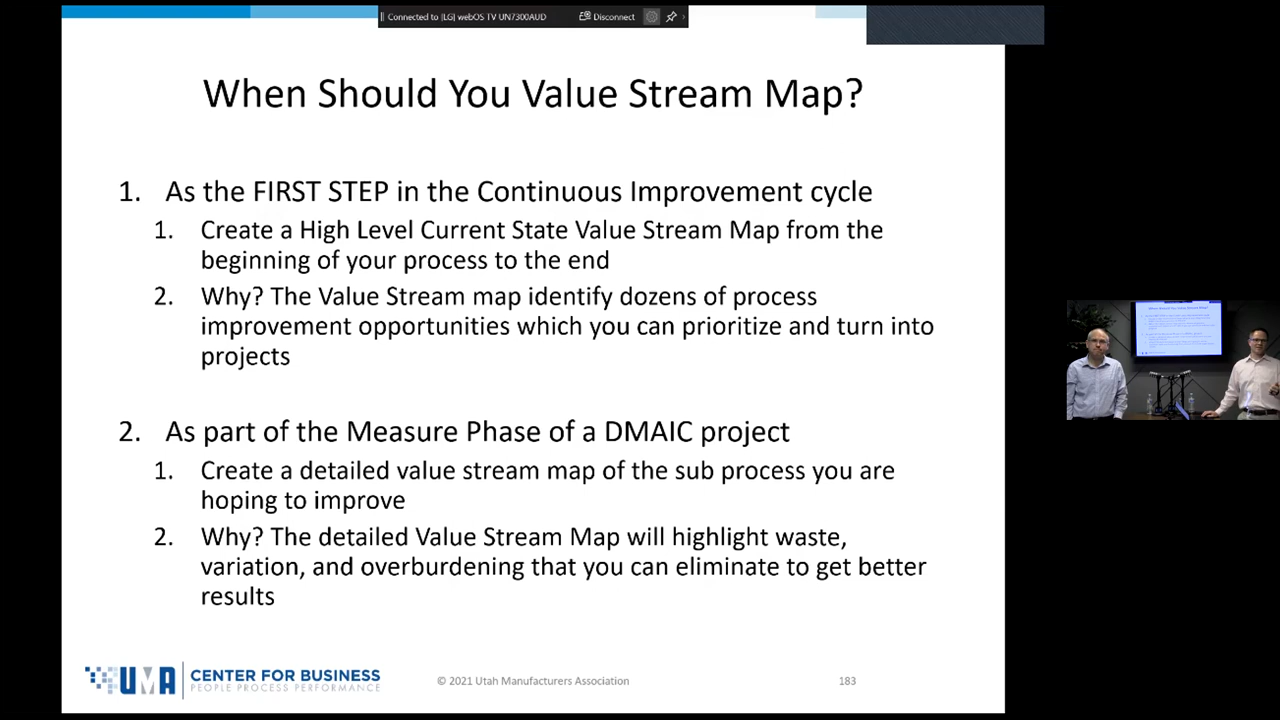 Connected to [LG] webOS TV UN7300AUD Disconnect
When Should You Value Stream Map?
1. As the FIRST STEP in the Continuous Improvement cycle
1. Create a High Level Current State Value Stream Map from the
beginning of your process to the end
2. Why? The Value Stream map identify dozens of process
improvement opportunities which you can prioritize and turn into
projects
2. As part of the Measure Phase of a DMAIC project
1. Create a detailed value stream map of the sub process you are
hoping to improve
2. Why? The detailed Value Stream Map will highlight waste,
variation, and overburdening that you can eliminate to get better
results
UMA CENTER FOR BUSINESS
PEOPLE PROCESS PERFORMANCE
© 2021 Utah Manufacturers Association
183